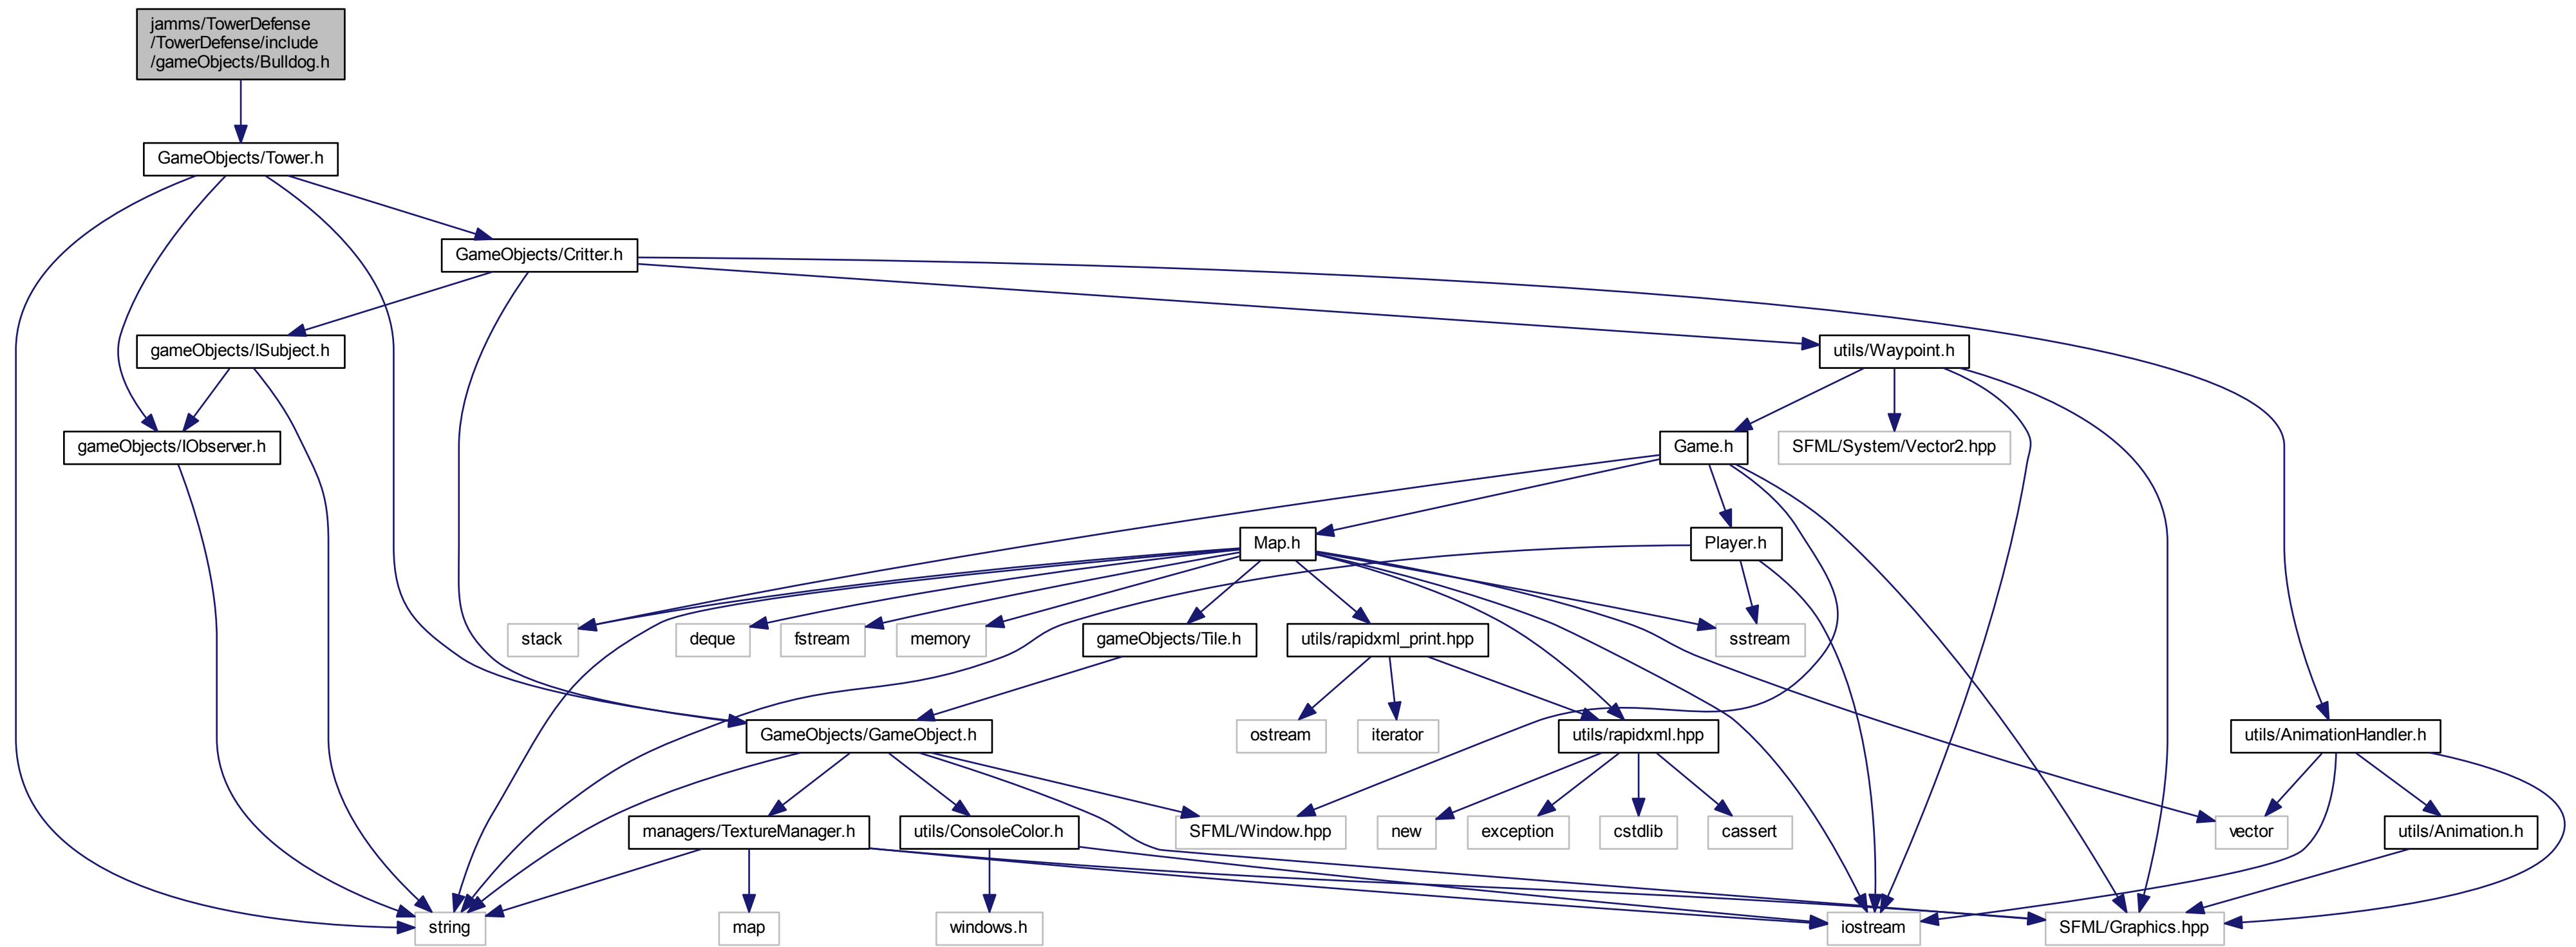 jamms/TowerDefense
/TowerDefense/include
/gameObjects/Bulldog.h
GameObjects/Tower.h
GameObjects/Critter.h
gameObjects/ISubject.h
utils/Waypoint.h
gameObjects/IObserver.h
Game.h
SFML/System/Vector2.hpp
Map.h
Player.h
stack
deque
fstream
memory
gameObjects/Tile.h
utils/rapidxml_print.hpp
sstream
GameObjects/GameObject.h
ostream
iterator
utils/rapidxml.hpp
utils/AnimationHandler.h
managers/TextureManager.h
utils/ConsoleColor.h
SFML/Window.hpp
new
exception
cstdlib
cassert
vector
utils/Animation.h
string
map
windows.h
iostream
SFML/Graphics.hpp